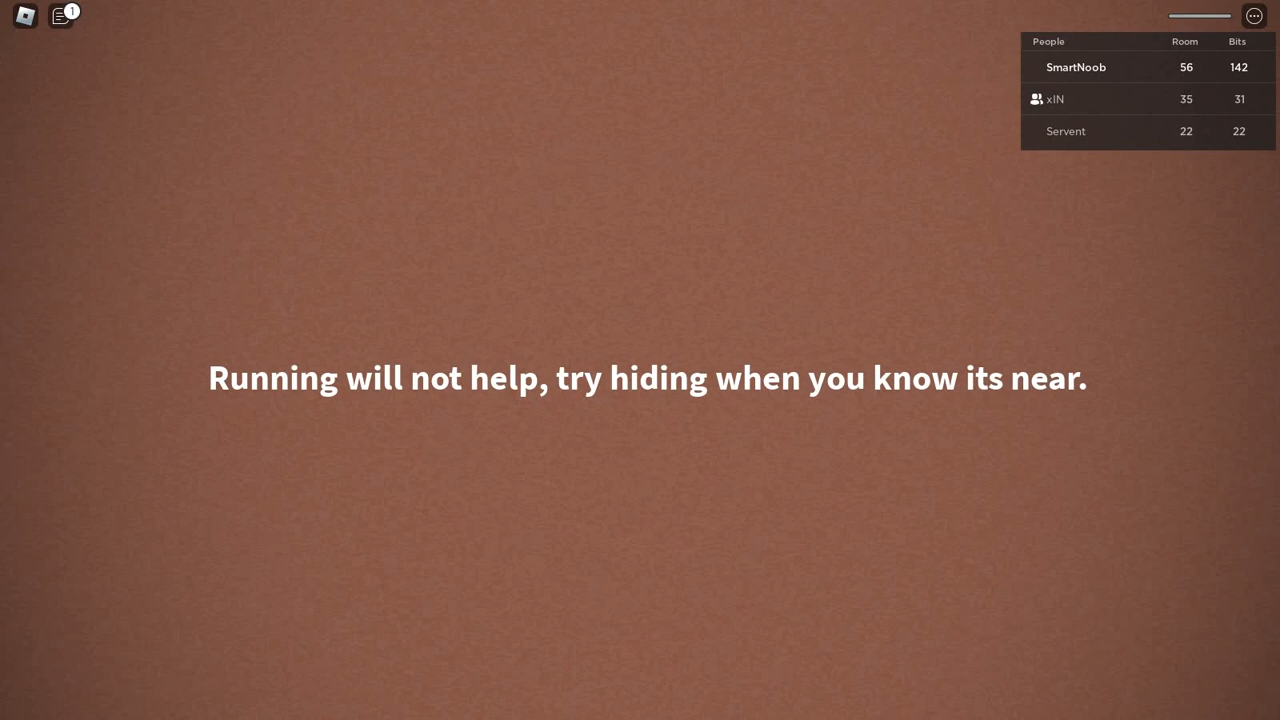 1
People Room Bits
SmartNoob 56 142
xIN 35 31
Servent 22 22
Running will not help, try hiding when you know its near.